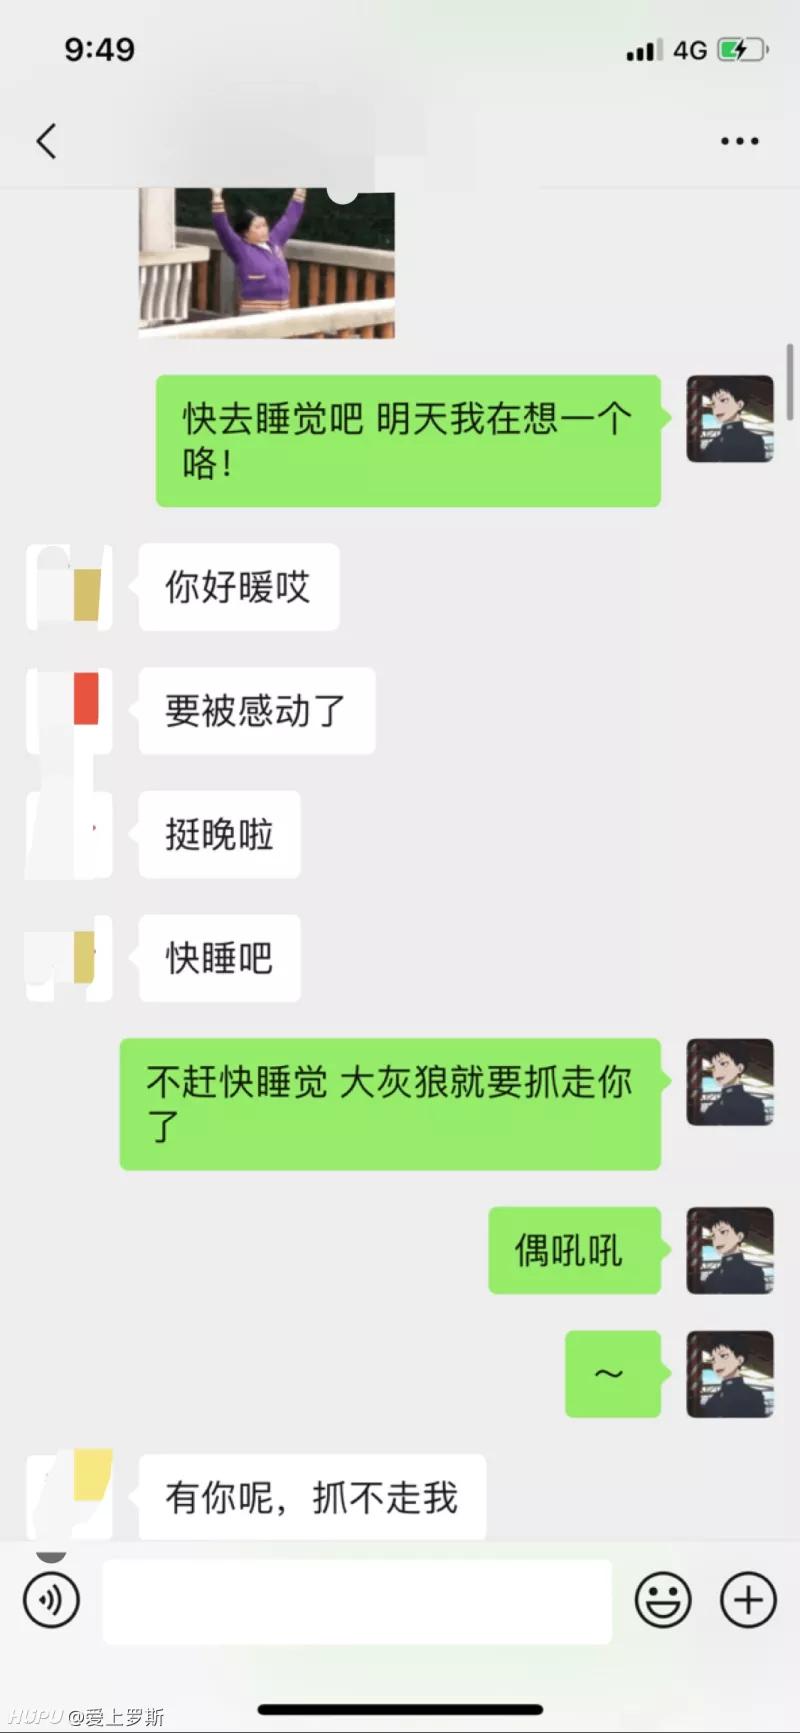 9:49
4G
快去睡觉吧 明天我在想一个
咯!
你好暖哎
要被感动了
挺晚啦
快睡吧
不赶快睡觉 大灰狼就要抓走你
了
偶吼吼
~
有你呢，抓不走我
HUPU @爱上罗斯